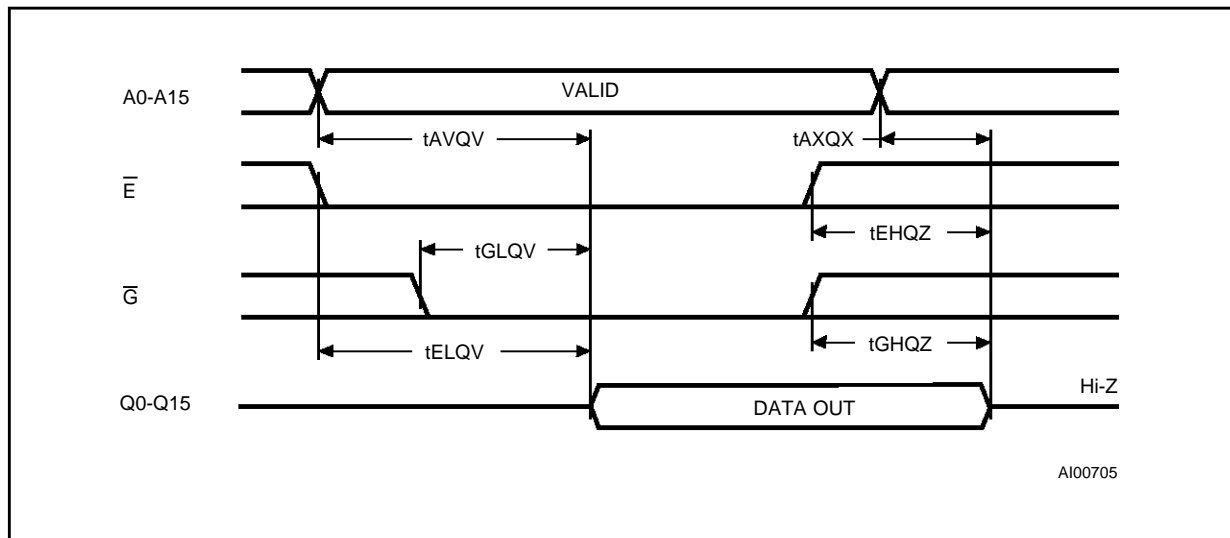 A0-A15
VALID
tAVQV
tAXQX
E̅
tEHQZ
tGLQV
G̅
tGHQZ
tELQV
Hi-Z
Q0-Q15
DATA OUT
AI00705